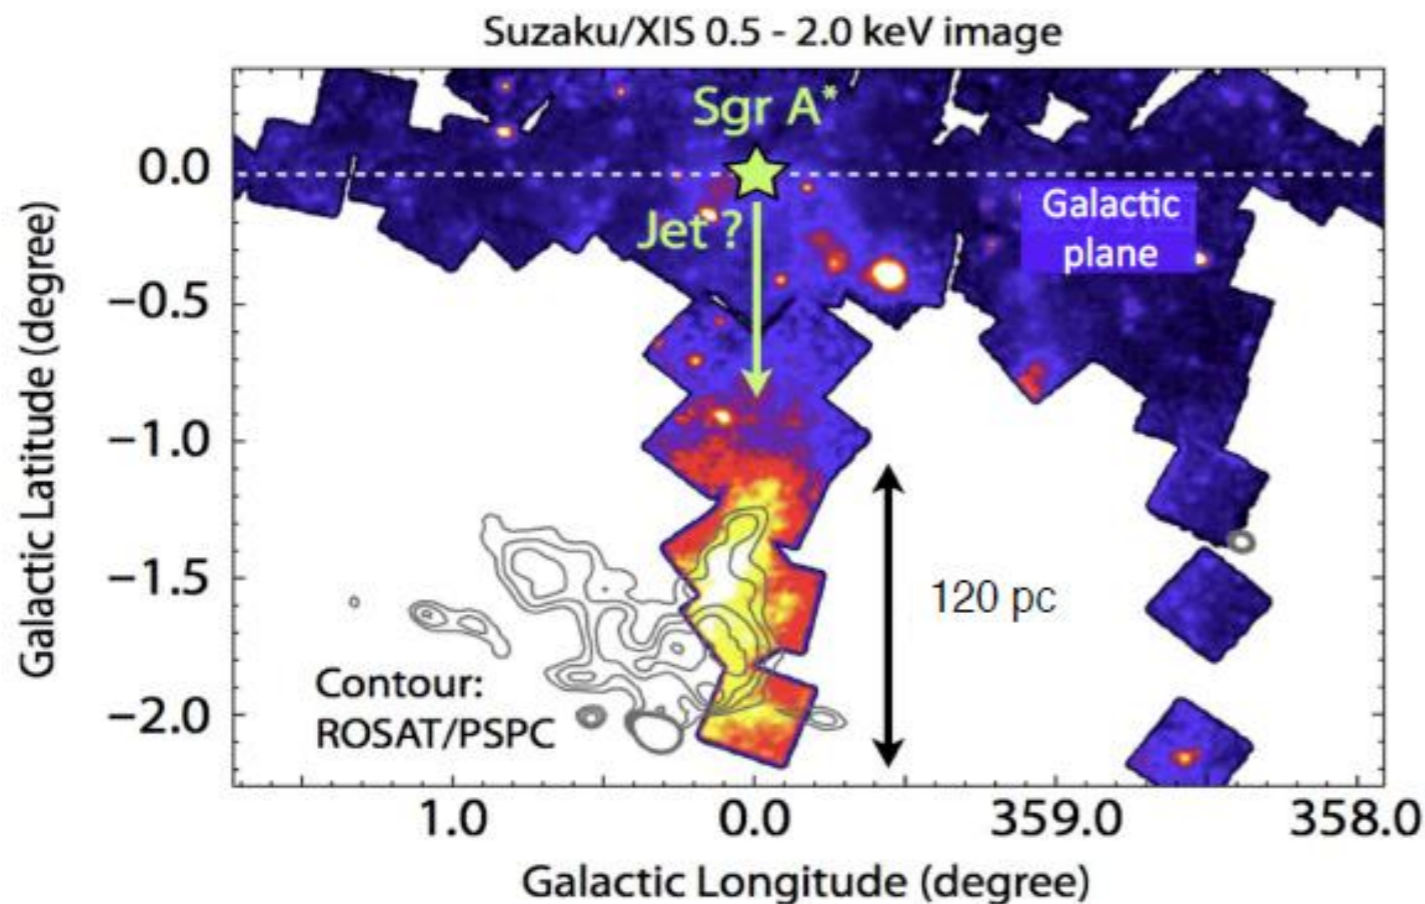 Suzaku/XIS 0.5 - 2.0 keV image
Sgr A*
0.0
Jet ?
Galactic
plane
−0.5
−1.0
−1.5
120 pc
Contour:
ROSAT/PSPC
−2.0
Galactic Latitude (degree)
1.0 0.0 359.0 358.0
Galactic Longitude (degree)